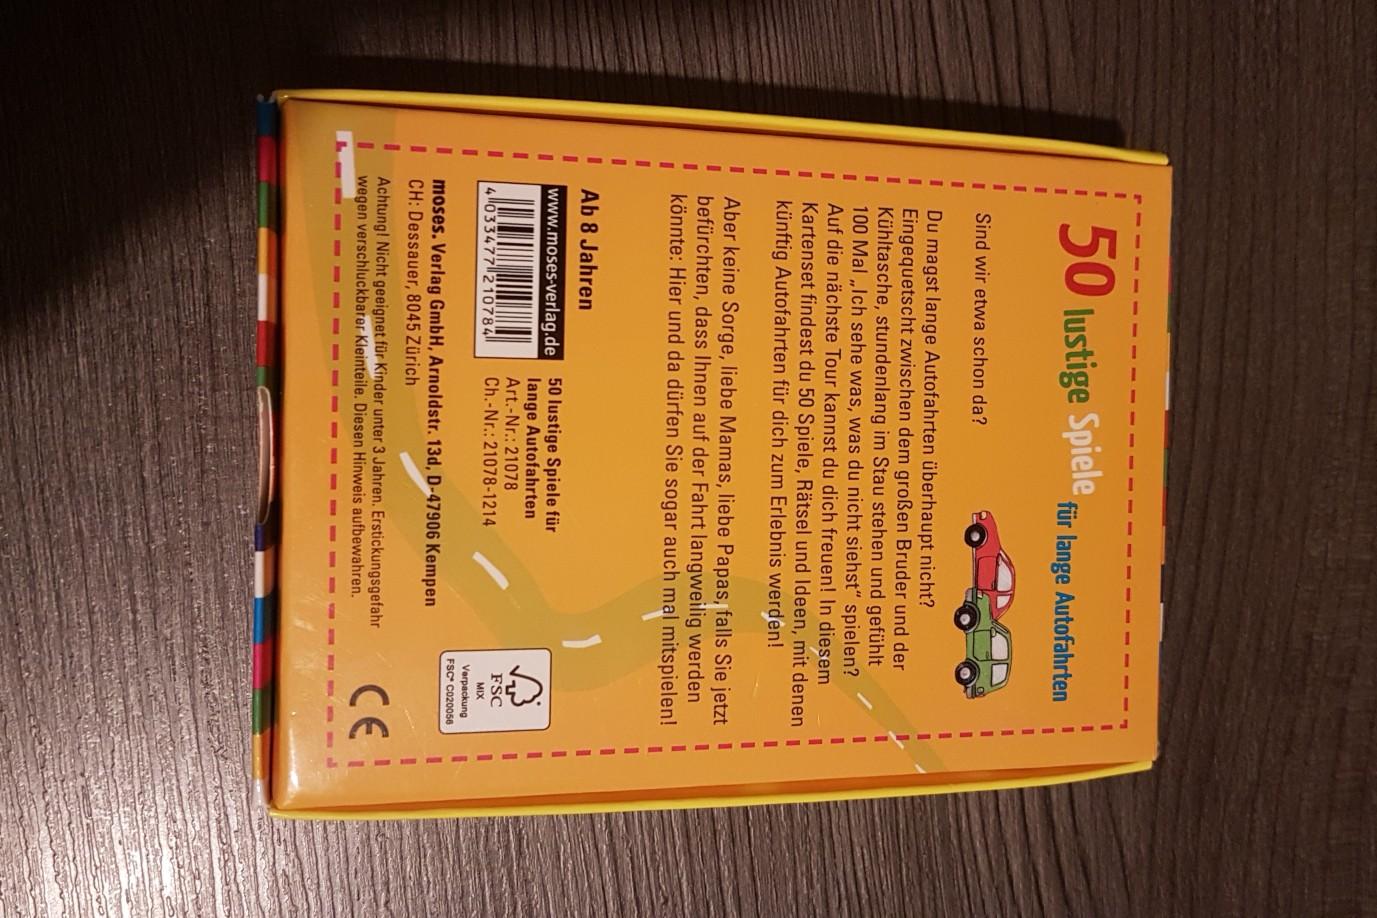 50 lustige Spiele für lange Autofahrten
Sind wir etwa schon da?
Du magst lange Autofahrten überhaupt nicht?
Eingequetscht zwischen dem großen Bruder und der
Kühltasche, stundenlang im Stau stehen und gefühlt
100 Mal „Ich sehe was, was du nicht siehst“ spielen?
Auf die nächste Tour kannst du dich freuen! In diesem
Kartenset findest du 50 Spiele, Rätsel und Ideen, mit denen
künftig Autofahrten für dich zum Erlebnis werden!
Aber keine Sorge, liebe Mamas, liebe Papas, falls Sie jetzt
befürchten, dass Ihnen auf der Fahrt langweilig werden
könnte: Hier und da dürfen Sie sogar auch mal mitspielen!
Ab 8 Jahren
www.moses-verlag.de
4 033477 210784
50 lustige Spiele für
lange Autofahrten
Art.-Nr.: 21078
Ch.-Nr.: 21078-1214
FSC
MIX
Verpackung
FSC® C020056
moses. Verlag GmbH, Arnoldstr. 13d, D-47906 Kempen
CH: Dessauer, 8045 Zürich
Achtung! Nicht geeignet für Kinder unter 3 Jahren. Erstickungsgefahr
wegen verschluckbarer Kleinteile. Diesen Hinweis aufbewahren.
CE